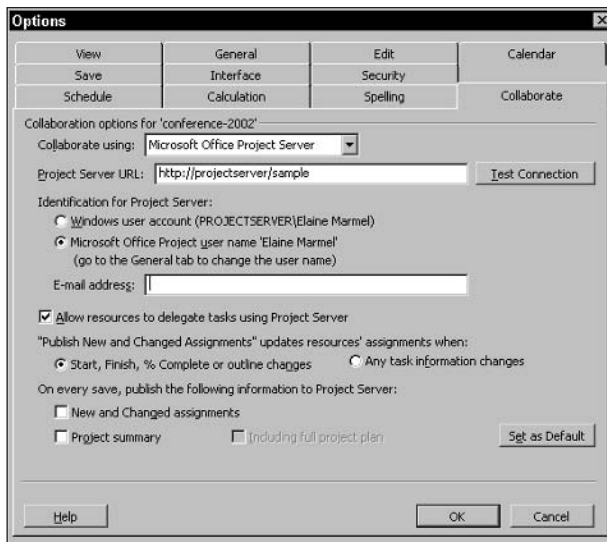 Options
View
General
Edit
Calendar
Save
Interface
Security
Schedule
Calculation
Spelling
Collaborate
Collaboration options for 'conference-2002'
Collaborate using: Microsoft Office Project Server
Project Server URL: http://projectserver/sample
Test Connection
Identification for Project Server:
Windows user account (PROJECTSERVER\Elaine Marmel)
Microsoft Office Project user name 'Elaine Marmel'
(go to the General tab to change the user name)
E-mail address:
Allow resources to delegate tasks using Project Server
"Publish New and Changed Assignments" updates resources' assignments when:
Start, Finish, % Complete or outline changes
Any task information changes
On every save, publish the following information to Project Server:
New and Changed assignments
Project summary
Including full project plan
Set as Default
Help
OK
Cancel